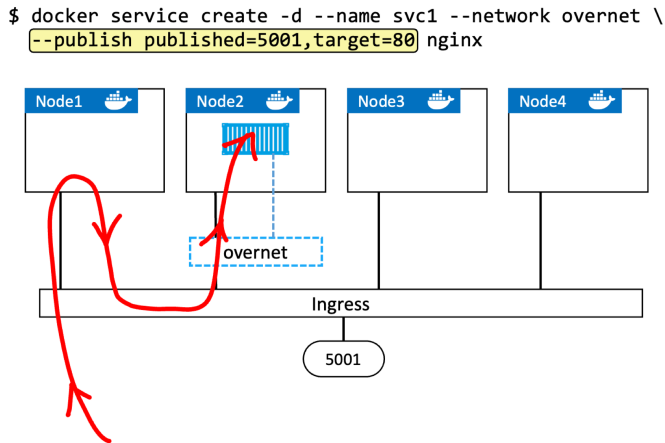 $ docker service create -d --name svc1 --network overnet \
--publish published=5001,target=80 nginx
Node1
Node2
Node3
Node4
overnet
Ingress
5001